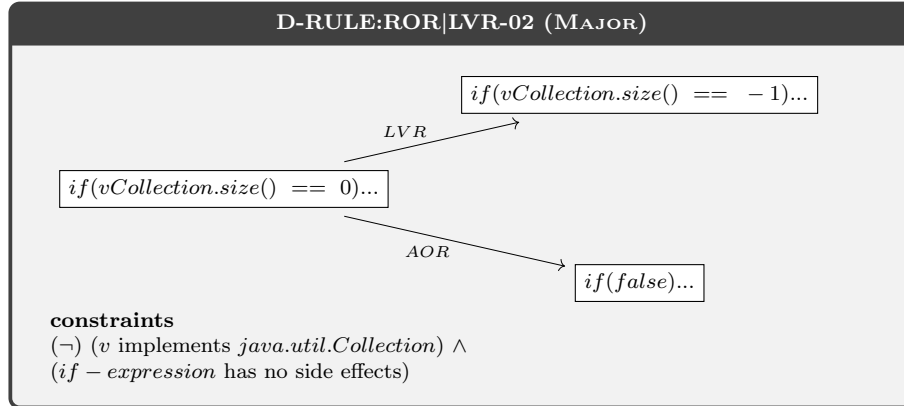 D-RULE:ROR|LVR-02 (MAJOR)
if(vCollection.size() == - 1)...
LVR
if(vCollection.size() == 0)...
AOR
if(false)...
constraints
(¬) (v implements java.util.Collection) ∧
(if − expression has no side effects)